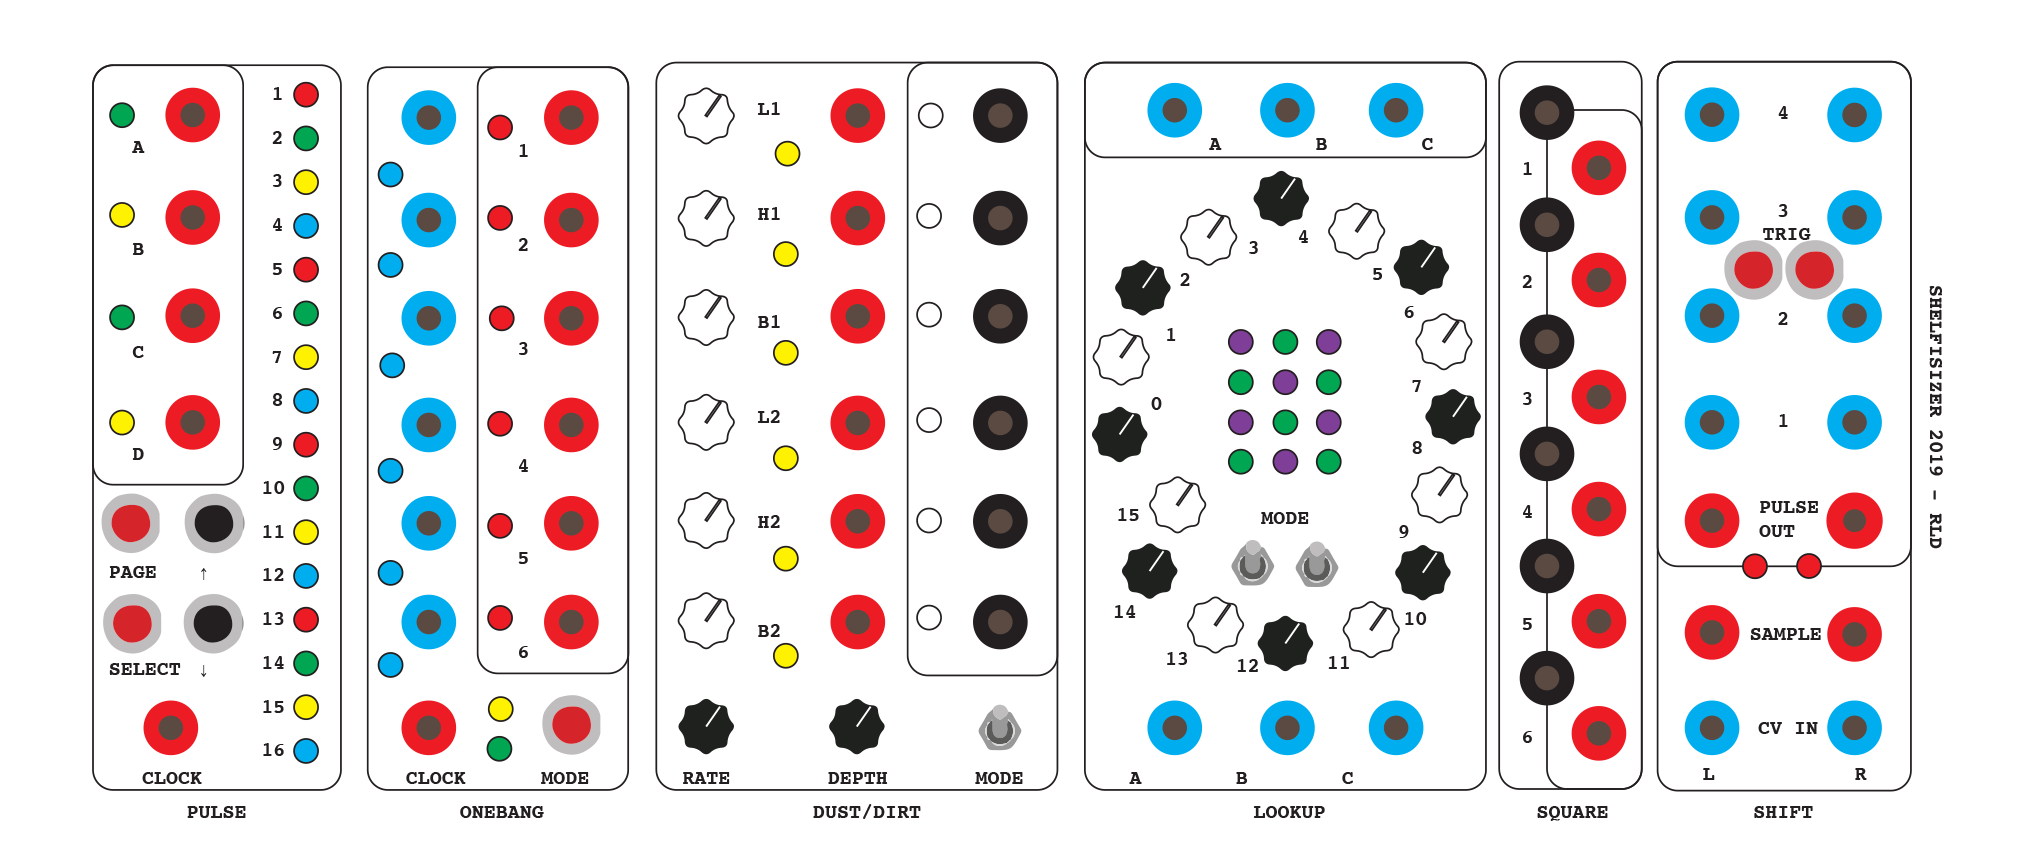 A
B
C
D
1
2
3
4
5
6
7
8
9
10
11
12
13
14
15
16
PAGE ↑
SELECT ↓
CLOCK
PULSE
1
2
3
4
5
6
CLOCK MODE
ONEBANG
L1
H1
B1
L2
H2
B2
RATE DEPTH MODE
DUST/DIRT
A B C
0
1
2
3
4
5
6
7
8
9
10
11
12
13
14
15
MODE
A B C
LOOKUP
1
2
3
4
5
6
SQUARE
4
3
TRIG
2
1
PULSE
OUT
SAMPLE
CV IN
L R
SHIFT
SHELFISIZER 2019 – RLD